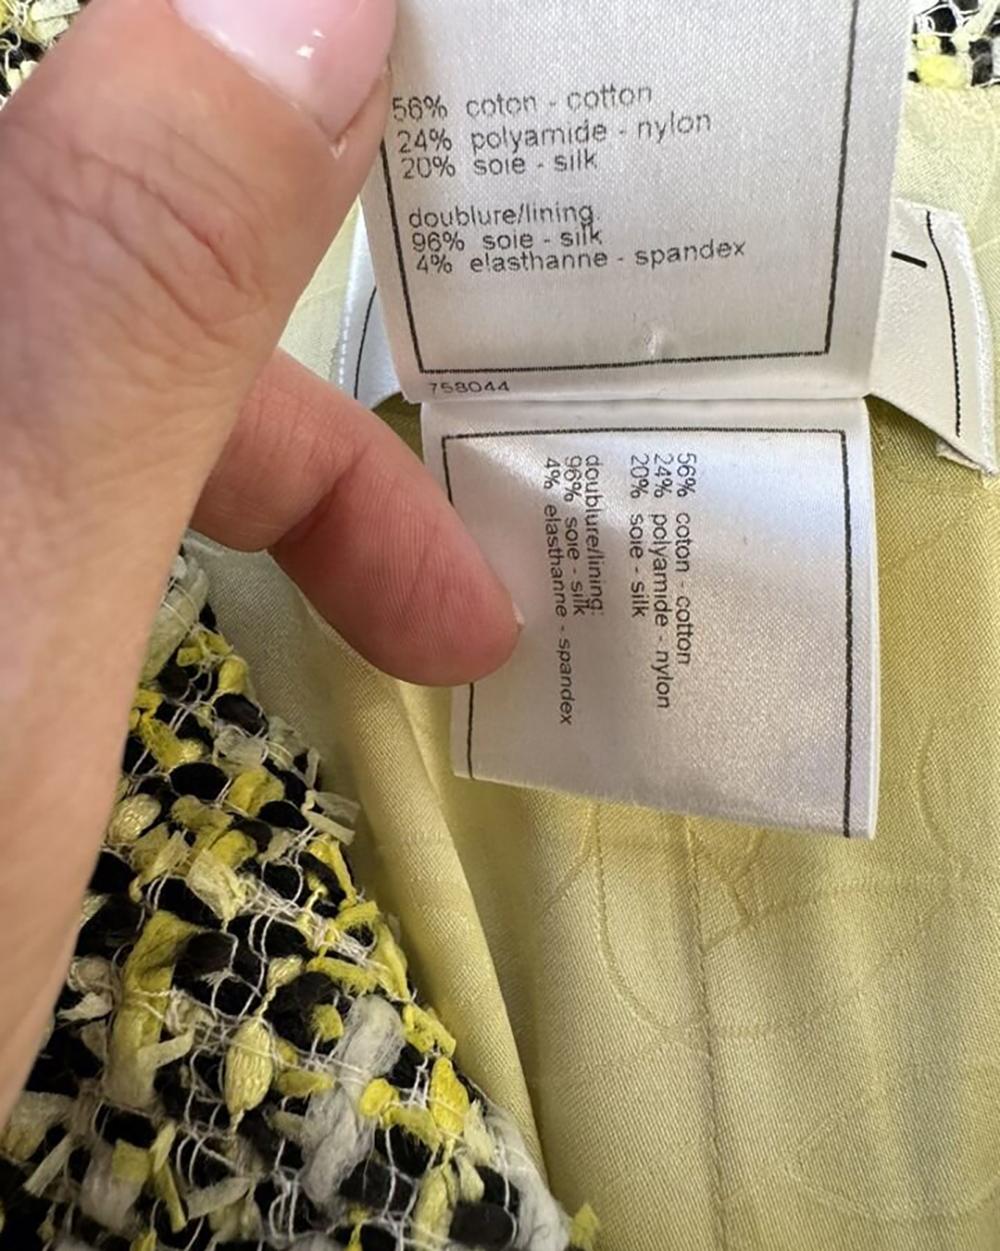 56% coton - cotton
24% polyamide - nylon
20% soie - silk
doublure/lining
96% soie - silk
4% elasthanne - spandex
758044
56% coton - cotton
24% polyamide - nylon
20% soie - silk
doublure/lining:
96% soie - silk
4% elasthanne - spandex